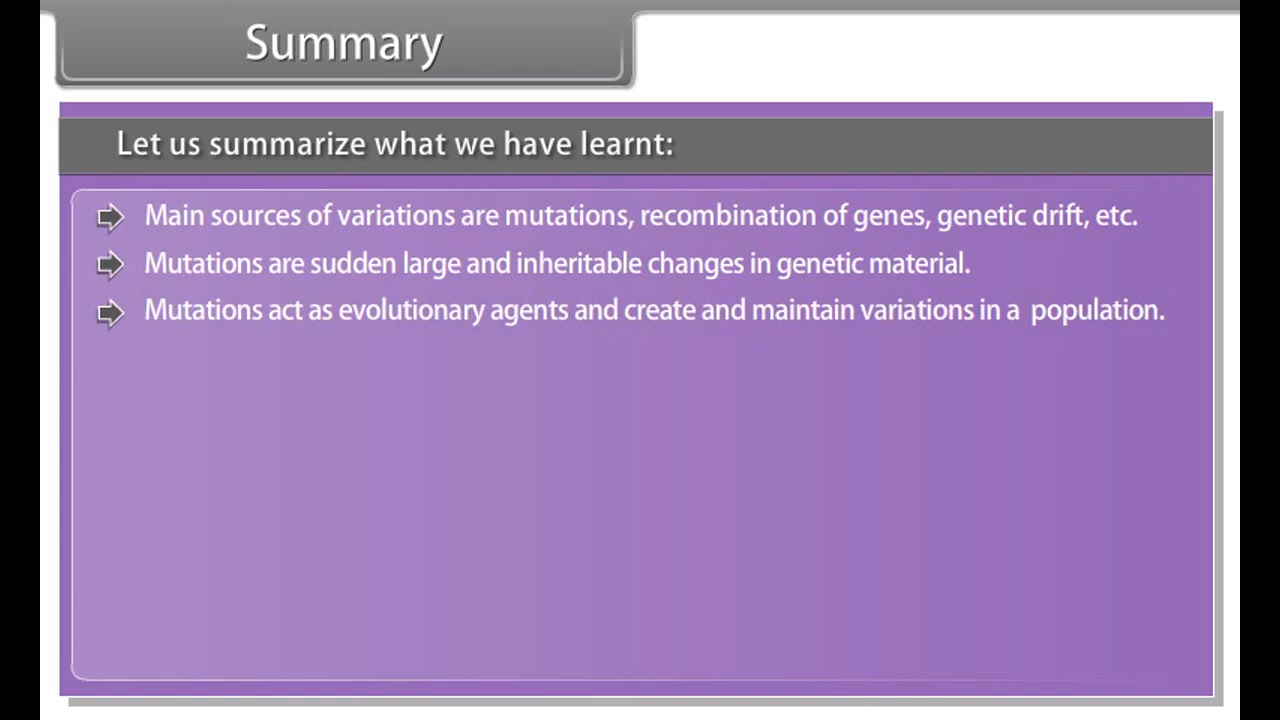 Summary
Let us summarize what we have learnt:
Main sources of variations are mutations, recombination of genes, genetic drift, etc.
Mutations are sudden large and inheritable changes in genetic material.
Mutations act as evolutionary agents and create and maintain variations in a population.